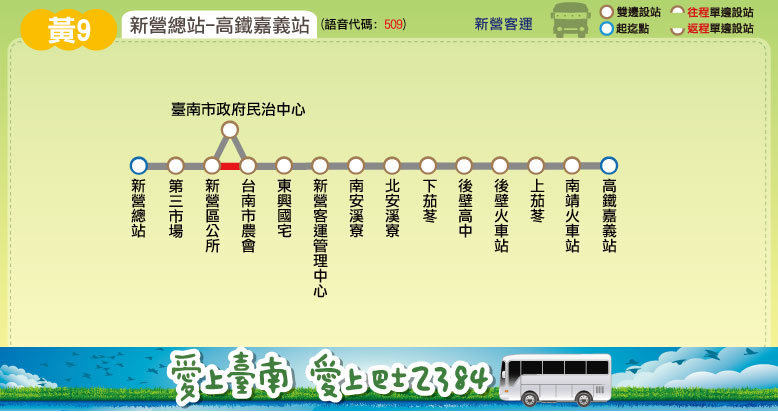 黃9
新營總站-高鐵嘉義站
(語音代碼: 509)
新營客運
雙邊設站
往程單邊設站
起迄點
返程單邊設站
臺南市政府民治中心
新營總站
第三市場
新營區公所
台南市農會
東興國宅
新營客運管理中心
南安溪寮
北安溪寮
下茄苳
後壁高中
後壁火車站
上茄苳
南靖火車站
高鐵嘉義站
愛上臺南 愛上巴士2384